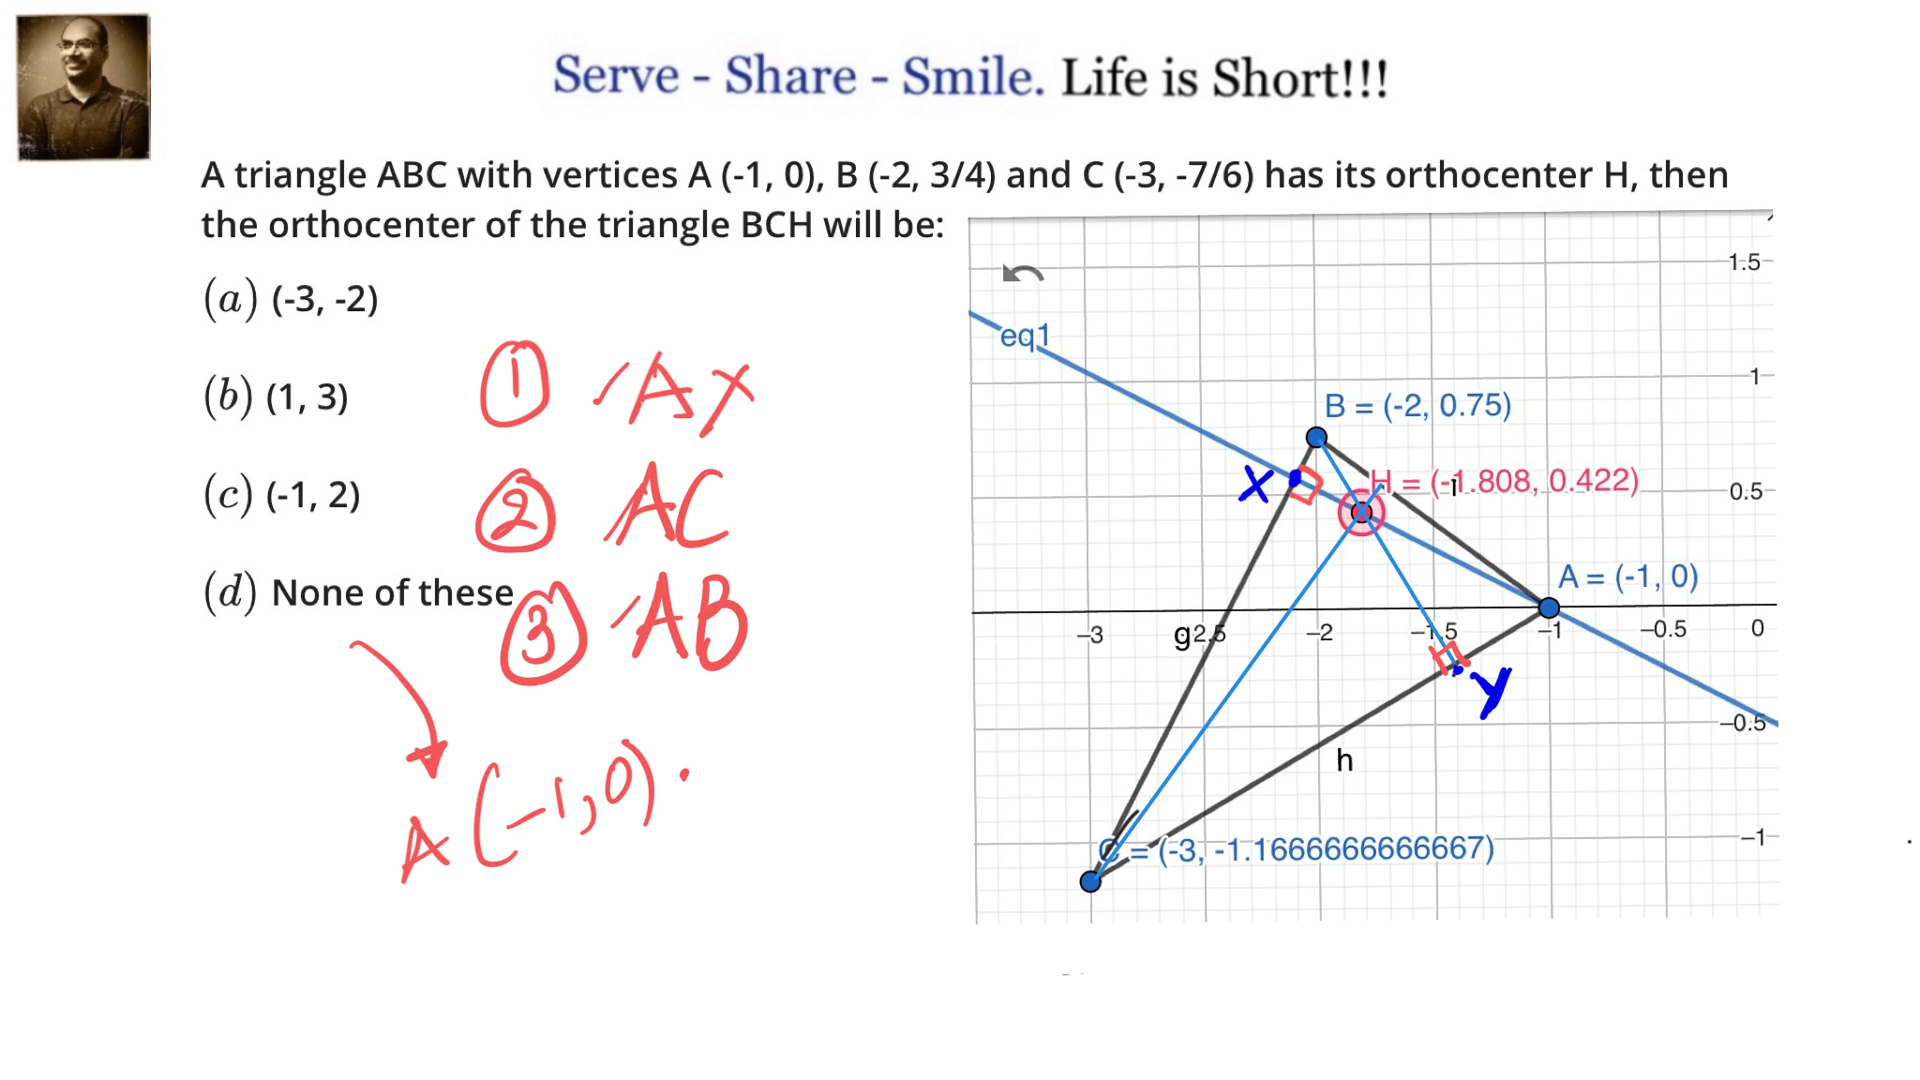 Serve - Share - Smile. Life is Short!!!
A triangle ABC with vertices A (-1, 0), B (-2, 3/4) and C (-3, -7/6) has its orthocenter H, then
the orthocenter of the triangle BCH will be:
(a) (-3, -2)
(b) (1, 3)
(c) (-1, 2)
(d) None of these
① AX
② AC
③ AB
A (-1,0).
1.5
eq1
1
B = (-2, 0.75)
X
H = (-1.808, 0.422)
0.5
A = (-1, 0)
−3
g
2.5
−2
−1.5
−1
−0.5
0
y
−0.5
h
−1
C = (-3, -1.1666666666667)